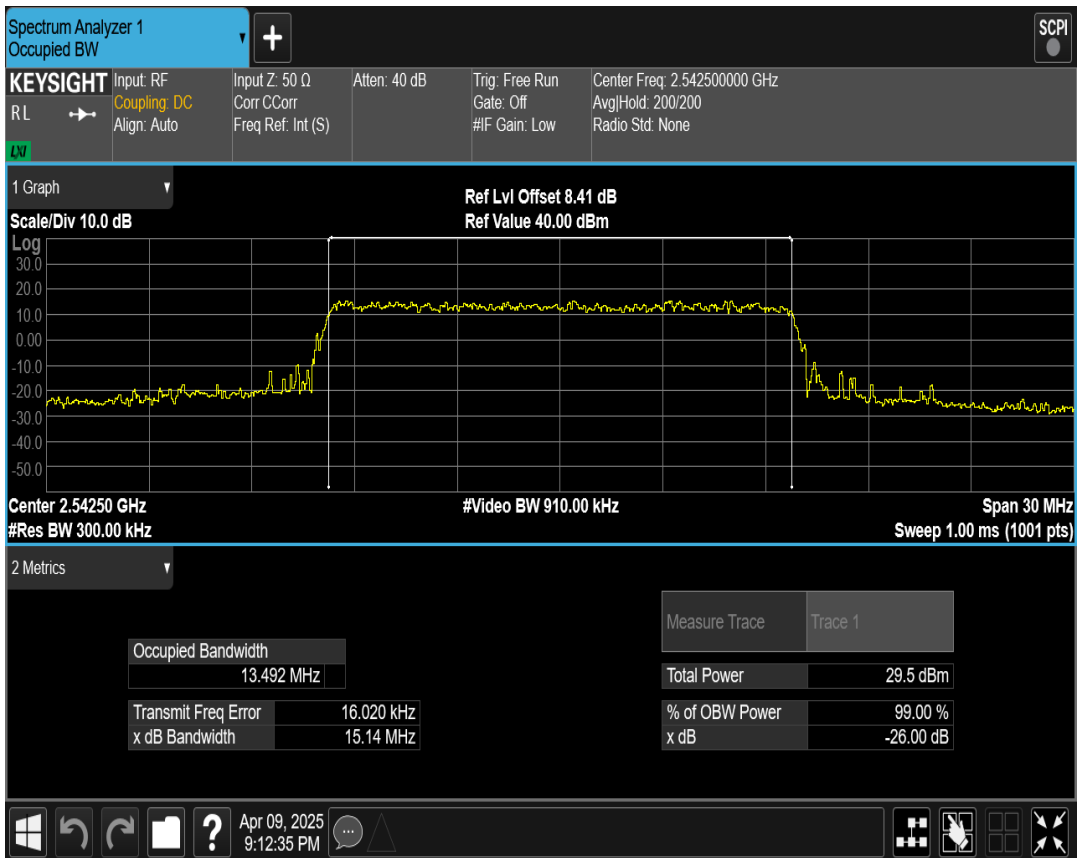 Spectrum Analyzer 1
Occupied BW
▼
+
SCPI
KEYSIGHT
RL
LXI
Input: RF
Coupling: DC
Align: Auto
Input Z: 50 Ω
Corr CCorr
Freq Ref: Int (S)
Atten: 40 dB
Trig: Free Run
Gate: Off
#IF Gain: Low
Center Freq: 2.542500000 GHz
Avg|Hold: 200/200
Radio Std: None
1 Graph ▼
Scale/Div 10.0 dB
Ref Lvl Offset 8.41 dB
Ref Value 40.00 dBm
Log
30.0
20.0
10.0
0.00
-10.0
-20.0
-30.0
-40.0
-50.0
Center 2.54250 GHz
#Res BW 300.00 kHz
#Video BW 910.00 kHz
Span 30 MHz
Sweep 1.00 ms (1001 pts)
2 Metrics ▼
Occupied Bandwidth
13.492 MHz
Transmit Freq Error 16.020 kHz
x dB Bandwidth 15.14 MHz
Measure Trace Trace 1
Total Power 29.5 dBm
% of OBW Power 99.00 %
x dB -26.00 dB
?
Apr 09, 2025
9:12:35 PM
...